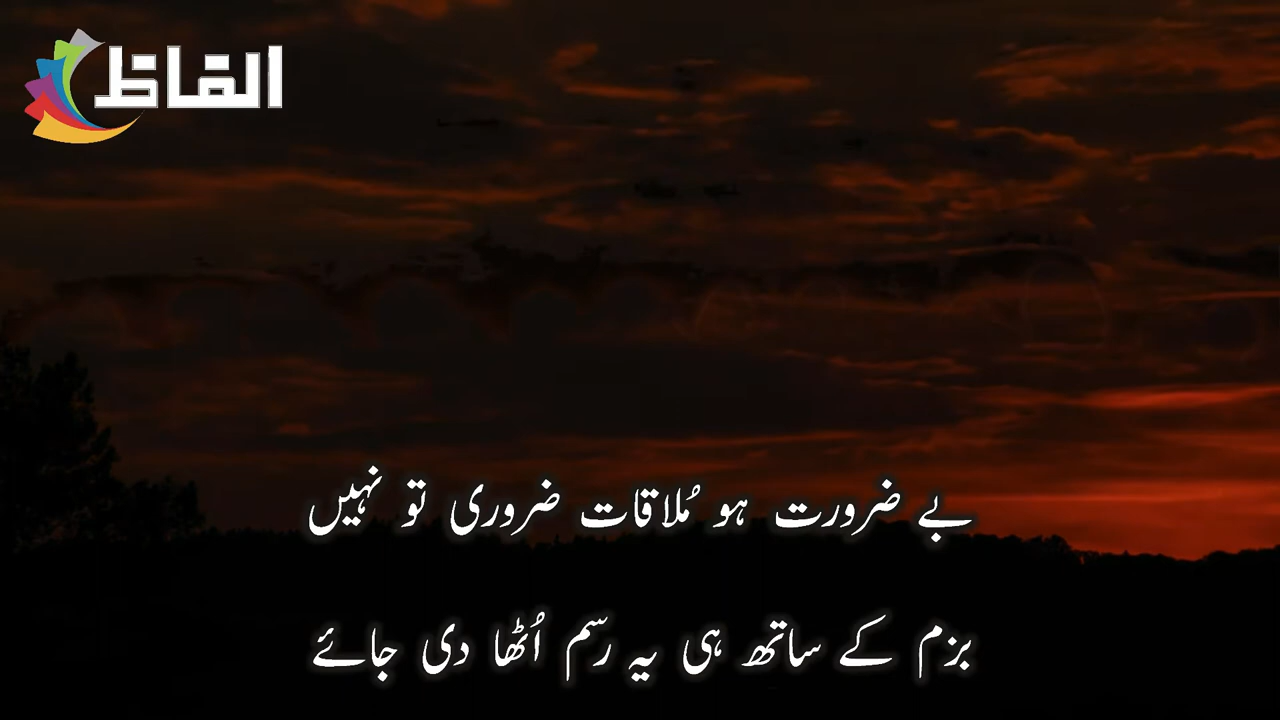 الفاظ
بے ضرورت ہو مُلاقات ضروری تو نہیں
بزم کے ساتھ ہی یہ رسم اُٹھا دی جائے